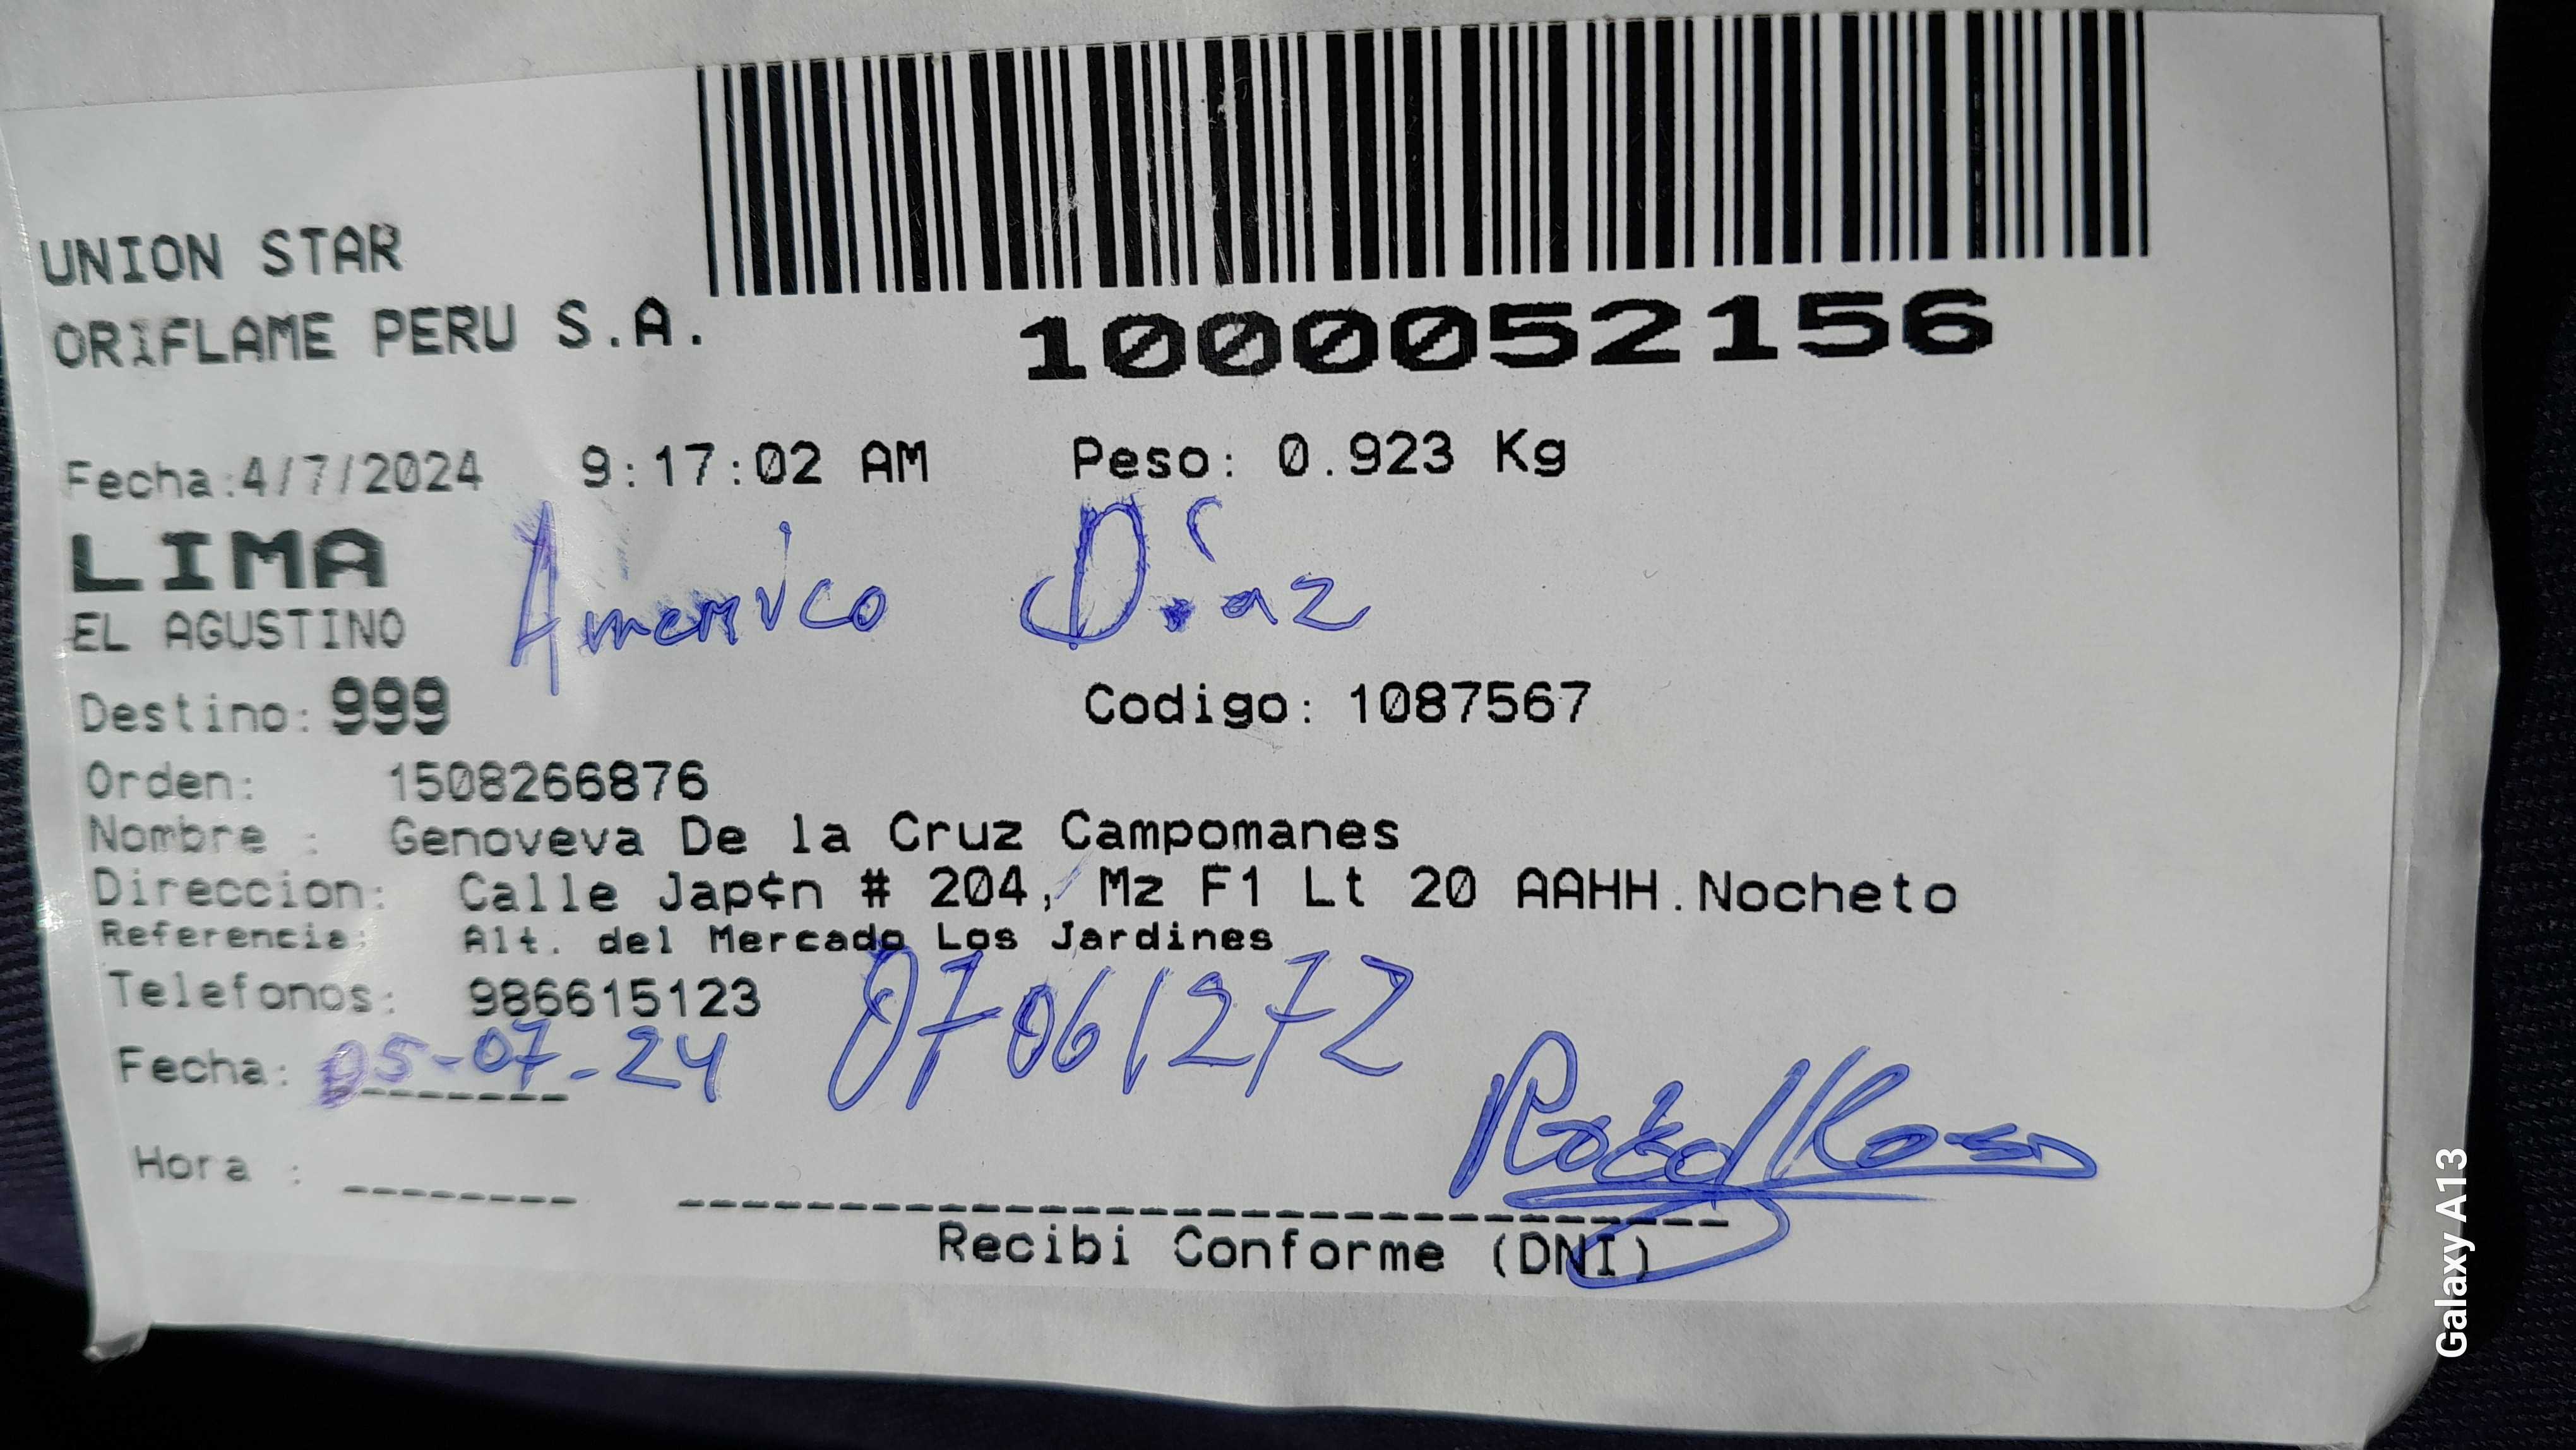 UNION STAR
ORIFLAME PERU S.A.
1000052156
Fecha:4/7/2024 9:17:02 AM Peso: 0.923 Kg
LIMA
Americo Díaz
EL AGUSTINO
Destino: 999 Codigo: 1087567
Orden: 1508266876
Nombre : Genoveva De la Cruz Campomanes
Direccion: Calle Jap¢n # 204, Mz F1 Lt 20 AAHH.Nocheto
Referencia: Alt. del Mercado Los Jardines
Telefonos: 986615123
07061272
Fecha: 05-07-24
Hora :
Recibi Conforme (DNI)
Galaxy A13